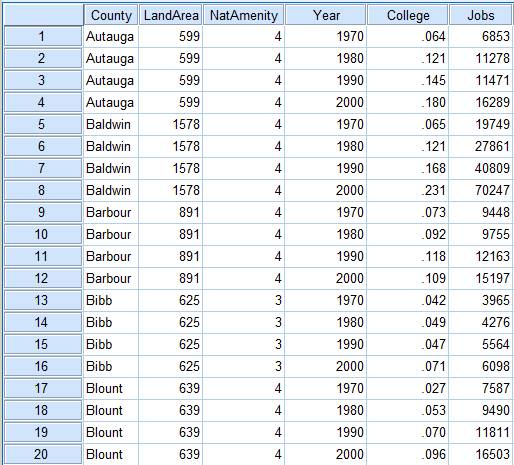 County LandArea NatAmenity Year College Jobs
1 Autauga 599 4 1970 .064 6853
2 Autauga 599 4 1980 .121 11278
3 Autauga 599 4 1990 .145 11471
4 Autauga 599 4 2000 .180 16289
5 Baldwin 1578 4 1970 .065 19749
6 Baldwin 1578 4 1980 .121 27861
7 Baldwin 1578 4 1990 .168 40809
8 Baldwin 1578 4 2000 .231 70247
9 Barbour 891 4 1970 .073 9448
10 Barbour 891 4 1980 .092 9755
11 Barbour 891 4 1990 .118 12163
12 Barbour 891 4 2000 .109 15197
13 Bibb 625 3 1970 .042 3965
14 Bibb 625 3 1980 .049 4276
15 Bibb 625 3 1990 .047 5564
16 Bibb 625 3 2000 .071 6098
17 Blount 639 4 1970 .027 7587
18 Blount 639 4 1980 .053 9490
19 Blount 639 4 1990 .070 11811
20 Blount 639 4 2000 .096 16503